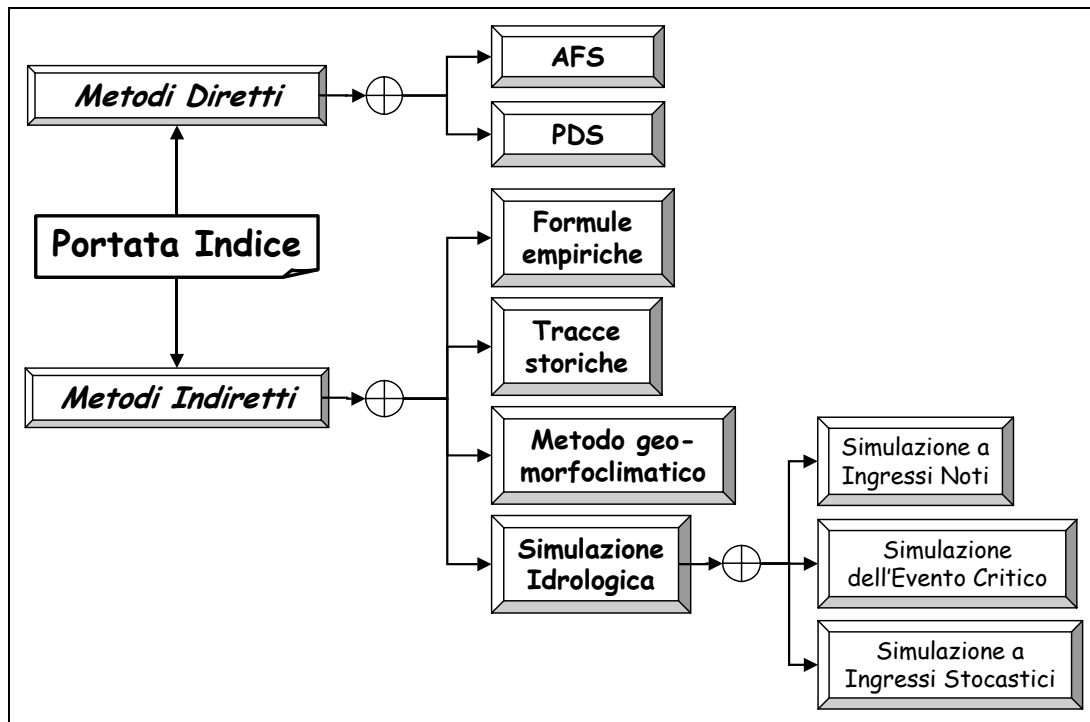 AFS
Metodi Diretti
PDS
Portata Indice
Formule
empiriche
Tracce
storiche
Metodi Indiretti
Metodo geo-
morfoclimatico
Simulazione
Idrologica
Simulazione a
Ingressi Noti
Simulazione
dell'Evento Critico
Simulazione a
Ingressi Stocastici